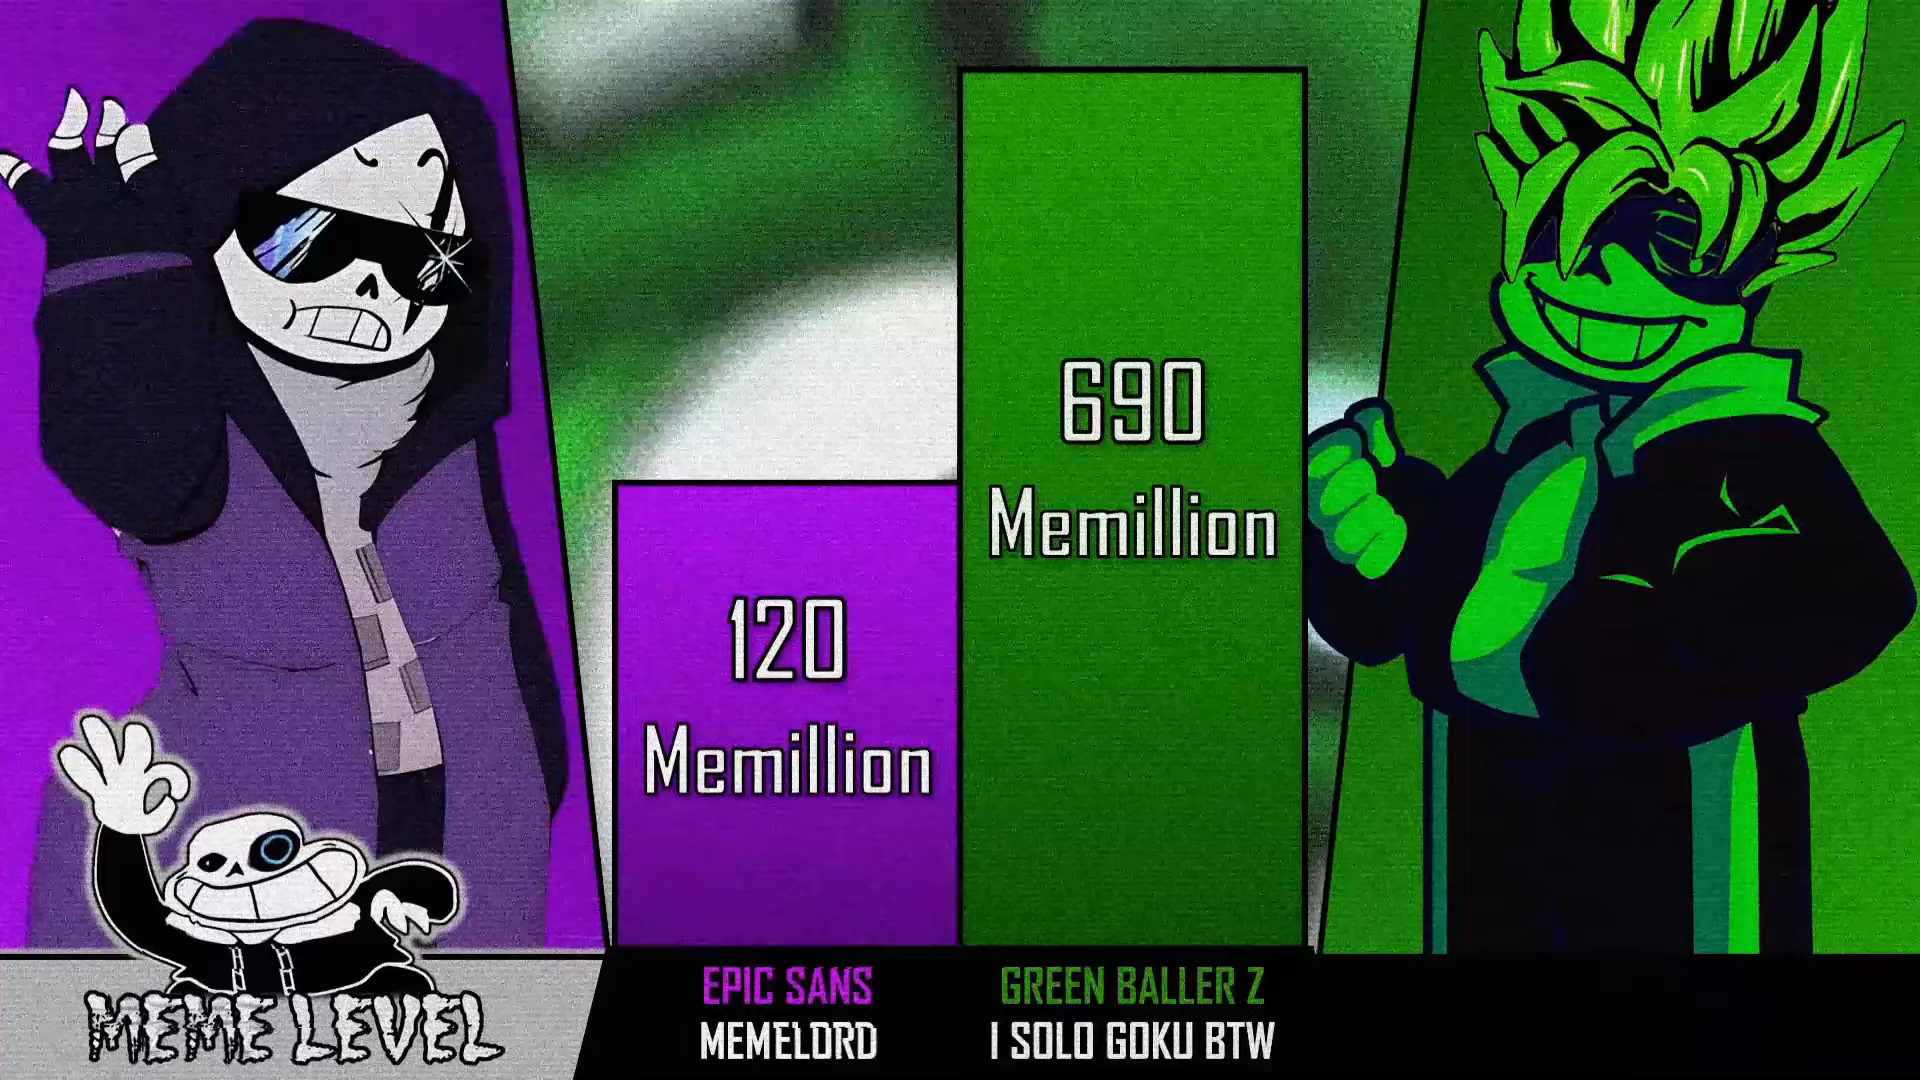 690
Memillion
120
Memillion
EPIC SANS
MEMELORD
GREEN BALLER Z
I SOLO GOKU BTW
MEME LEVEL